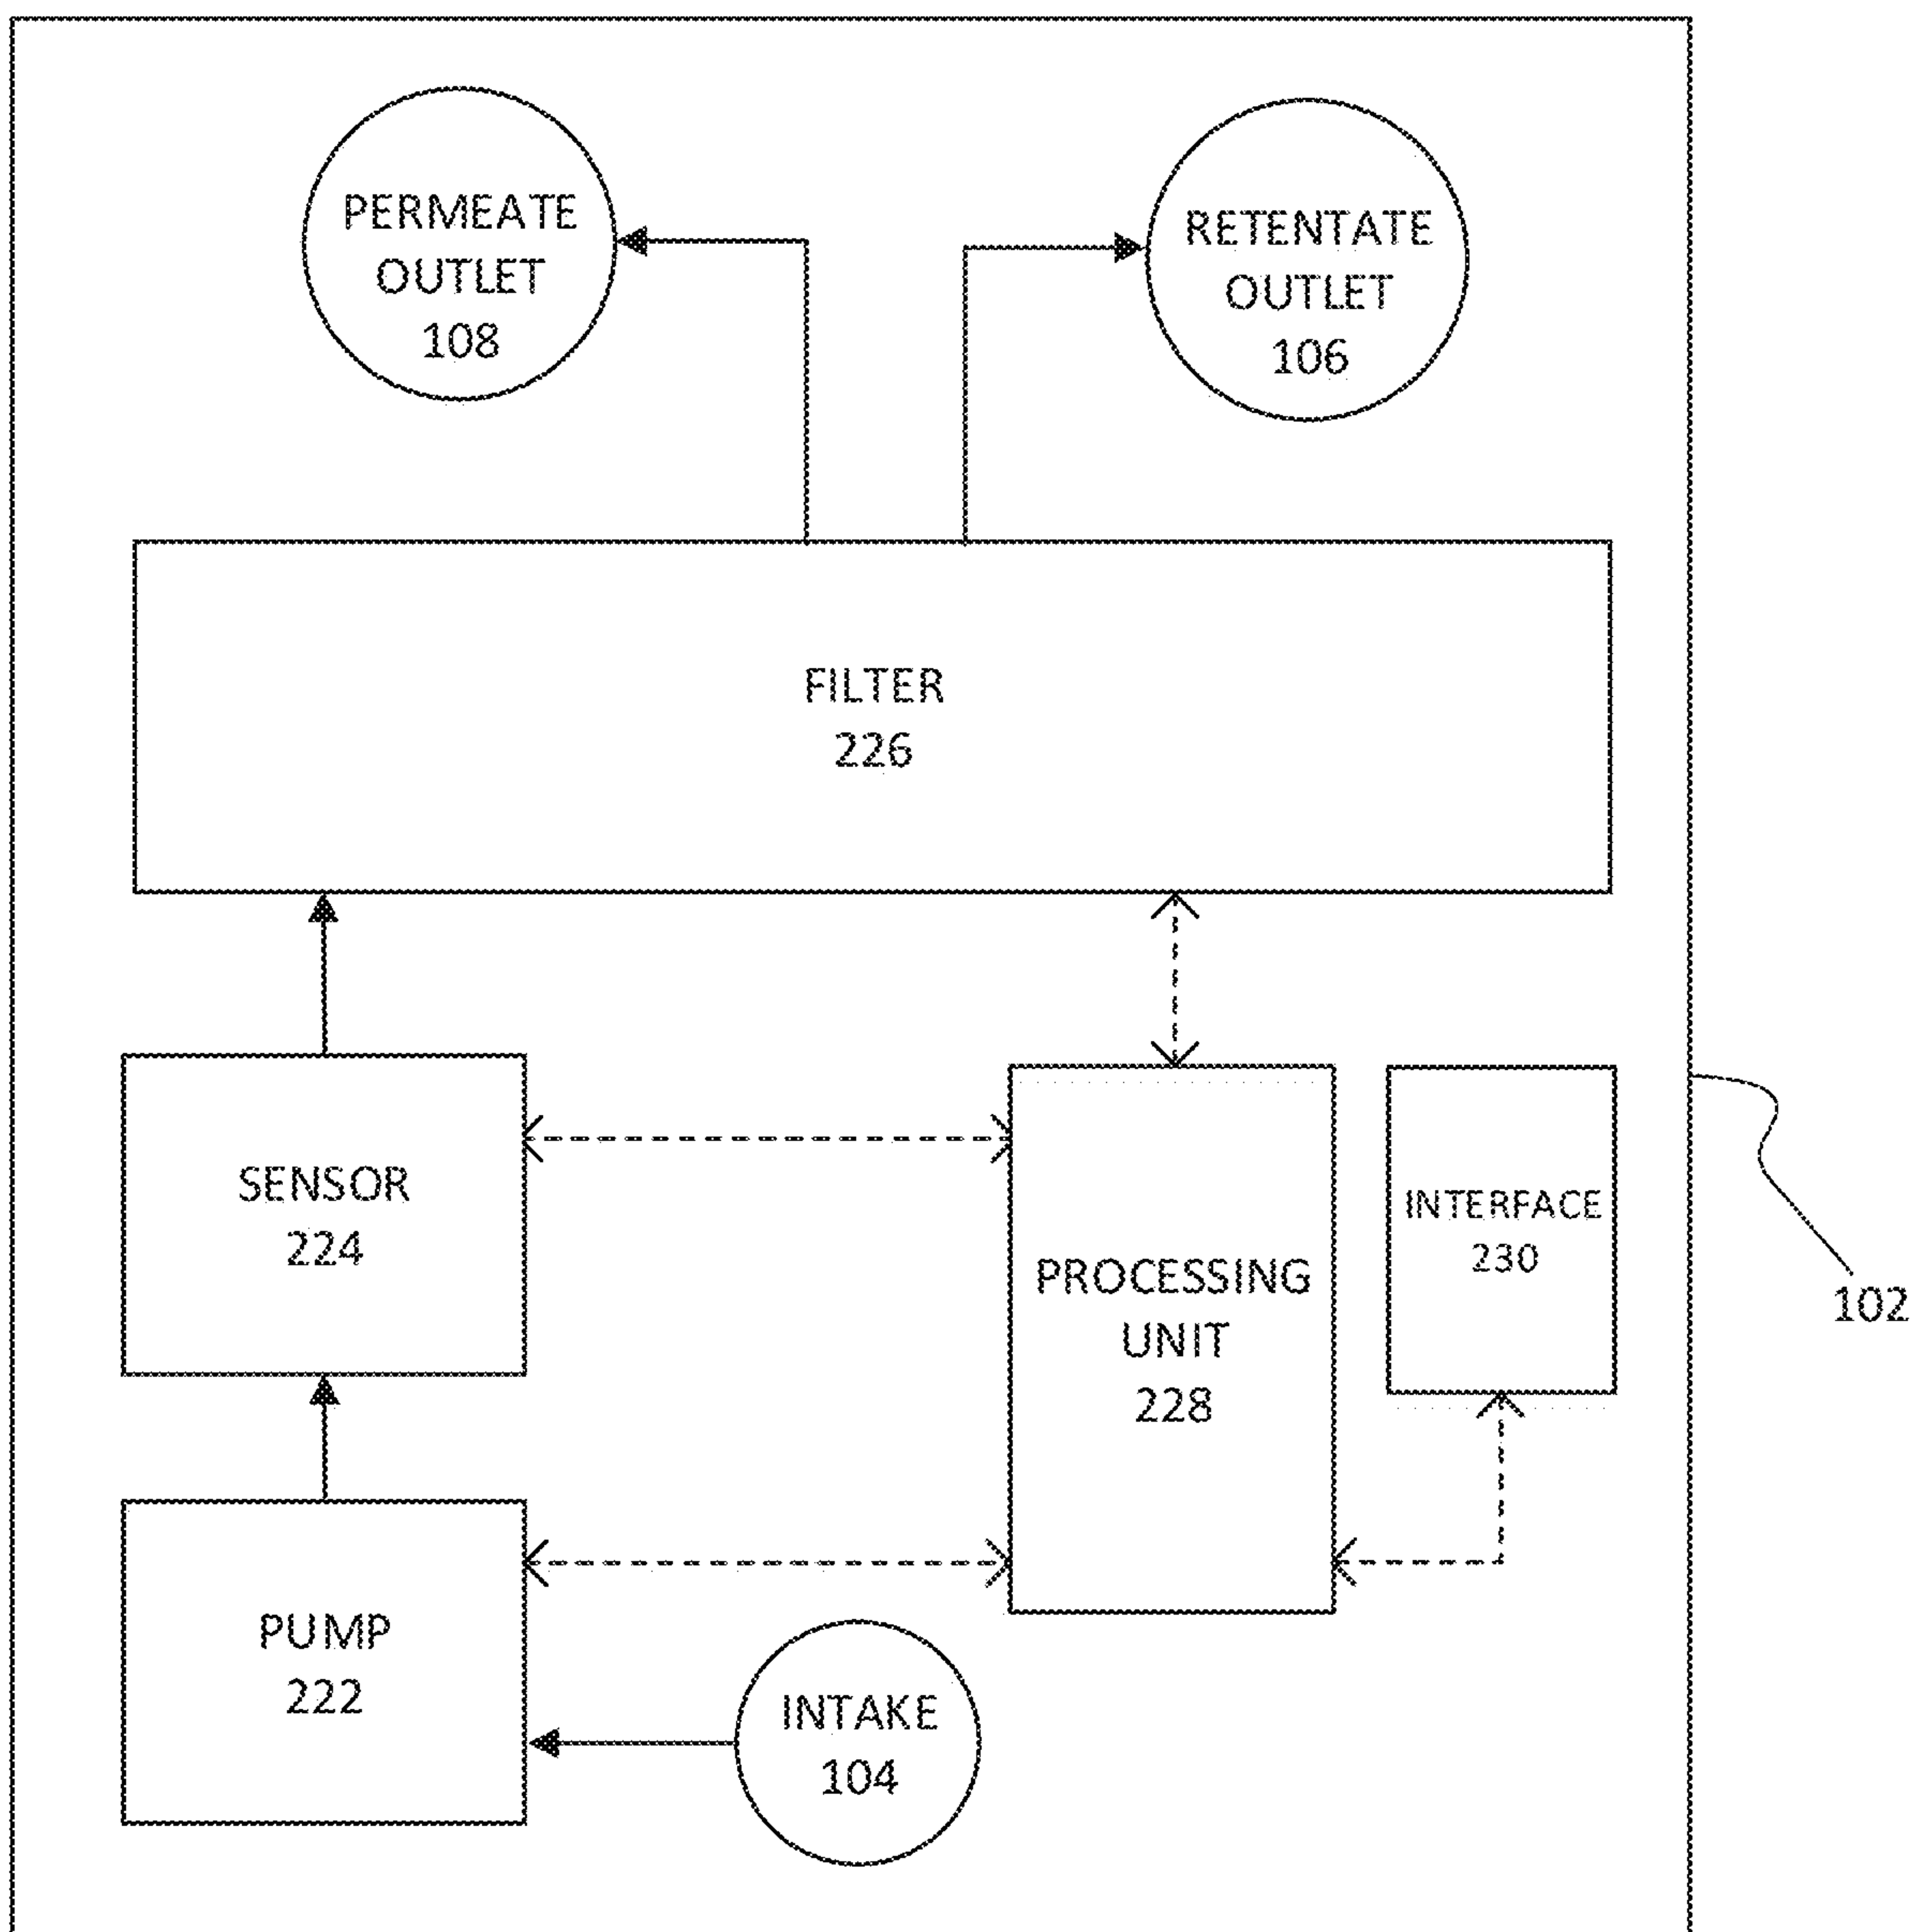 PERMEATE
OUTLET
108
RETENTATE
OUTLET
106
FILTER
226
SENSOR
224
PROCESSING
UNIT
228
INTERFACE
230
102
PUMP
222
INTAKE
104